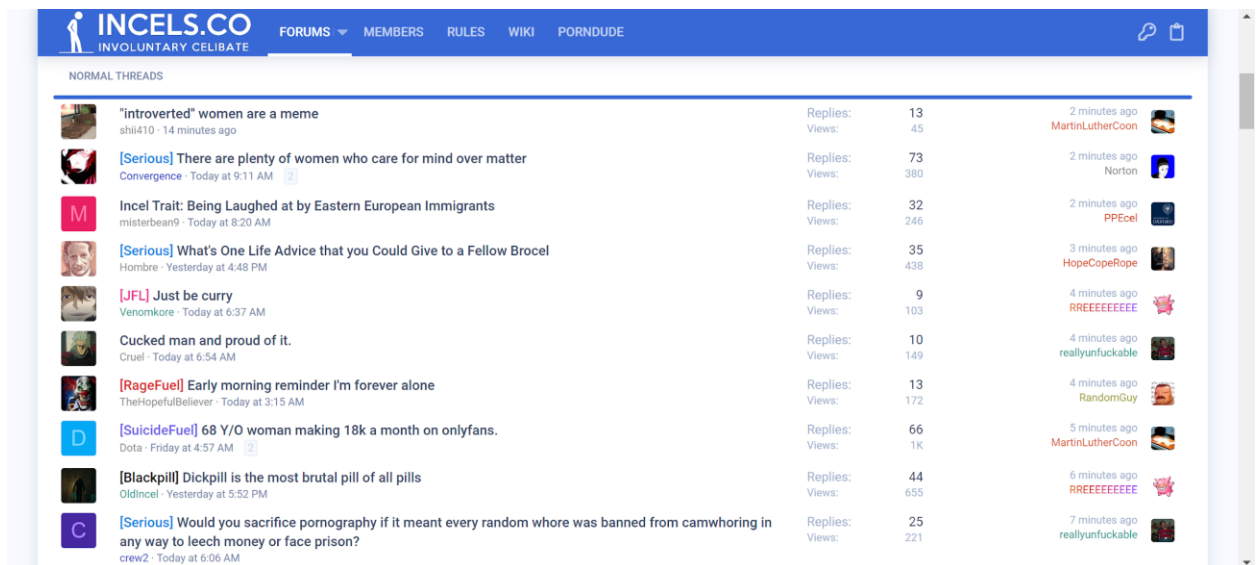 INCELS.CO
INVOLUNTARY CELIBATE
FORUMS MEMBERS RULES WIKI PORNDUDE
NORMAL THREADS
"introverted" women are a meme Replies: 13 2 minutes ago
shii410 · 14 minutes ago Views: 45 MartinLutherCoon
[Serious] There are plenty of women who care for mind over matter Replies: 73 2 minutes ago
Convergence · Today at 9:11 AM 2 Views: 380 Norton
M
Incel Trait: Being Laughed at by Eastern European Immigrants Replies: 32 2 minutes ago
misterbean9 · Today at 8:20 AM Views: 246 PPEcel
[Serious] What's One Life Advice that you Could Give to a Fellow Brocel Replies: 35 3 minutes ago
Hombre · Yesterday at 4:48 PM Views: 438 HopeCopeRope
[JFL] Just be curry Replies: 9 4 minutes ago
Venomkore · Today at 6:37 AM Views: 103 RREEEEEEEEE
Cucked man and proud of it. Replies: 10 4 minutes ago
Cruel · Today at 6:54 AM Views: 149 reallyunfuckable
[RageFuel] Early morning reminder I'm forever alone Replies: 13 4 minutes ago
TheHopefulBeliever · Today at 3:15 AM Views: 172 RandomGuy
D
[SuicideFuel] 68 Y/O woman making 18k a month on onlyfans. Replies: 66 5 minutes ago
Dota · Friday at 4:57 AM 2 Views: 1K MartinLutherCoon
[Blackpill] Dickpill is the most brutal pill of all pills Replies: 44 6 minutes ago
OldIncel · Yesterday at 5:52 PM Views: 655 RREEEEEEEEE
C
[Serious] Would you sacrifice pornography if it meant every random whore was banned from camwhoring in Replies: 25 7 minutes ago
any way to leech money or face prison? Views: 221 reallyunfuckable
crew2 · Today at 6:06 AM